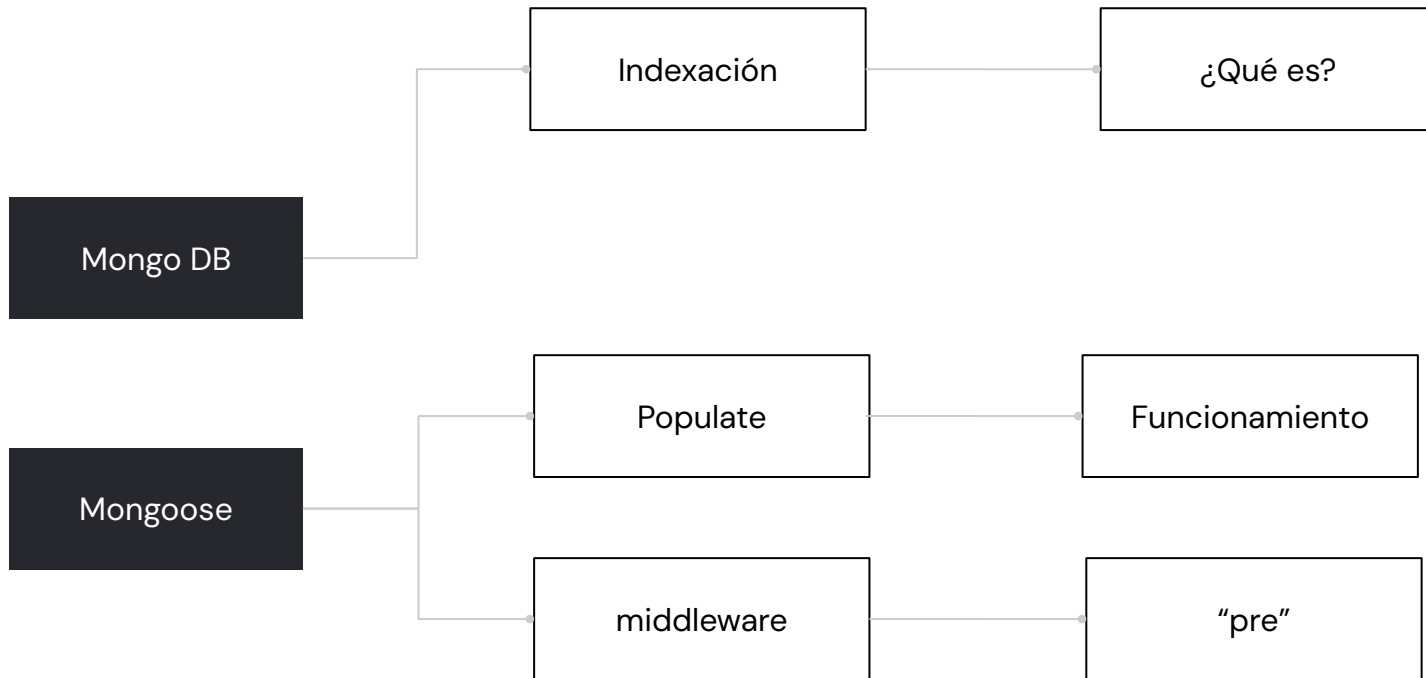 Indexación
¿Qué es?
Mongo DB
Populate
Funcionamiento
Mongoose
middleware
“pre”